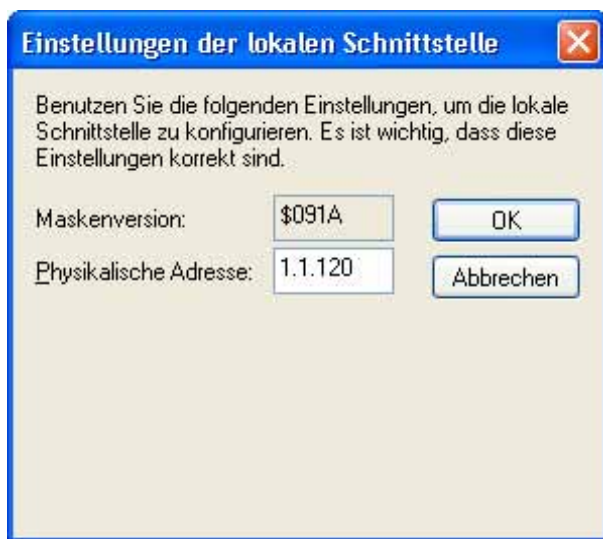 Einstellungen der lokalen Schnittstelle
Benutzen Sie die folgenden Einstellungen, um die lokale
Schnittstelle zu konfigurieren. Es ist wichtig, dass diese
Einstellungen korrekt sind.
Maskenversion: $091A OK
Physikalische Adresse: 1.1.120 Abbrechen